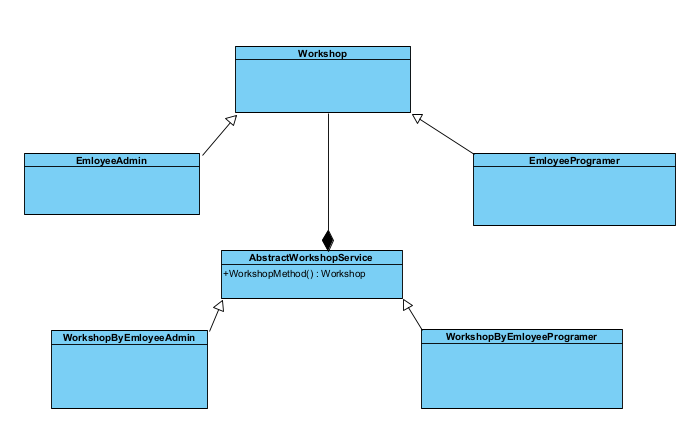 Workshop
EmloyeeAdmin
EmloyeeProgramer
AbstractWorkshopService
+WorkshopMethod() : Workshop
WorkshopByEmloyeeAdmin
WorkshopByEmloyeeProgramer